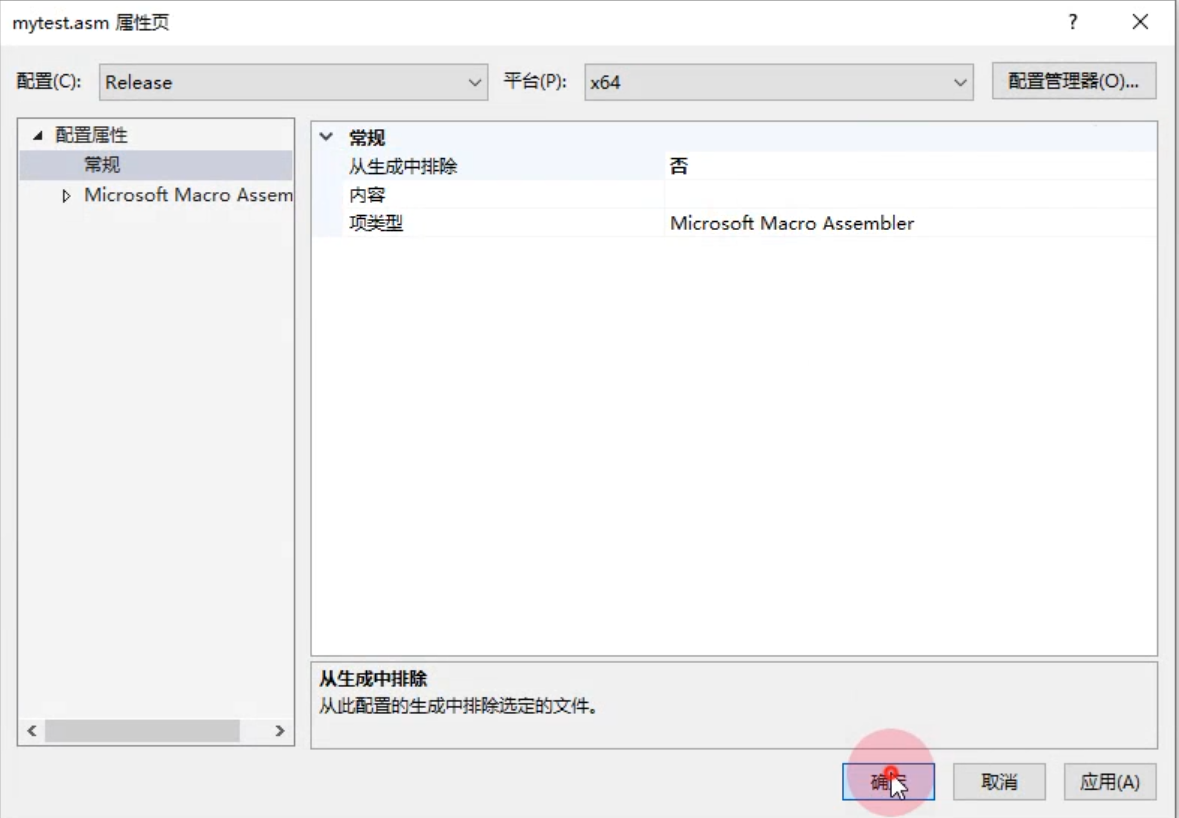 mytest.asm 属性页
配置(C): Release 平台(P): x64 配置管理器(O)...
配置属性
常规
Microsoft Macro Assem
常规
从生成中排除 否
内容
项类型 Microsoft Macro Assembler
从生成中排除
从此配置的生成中排除选定的文件。
取消 应用(A)